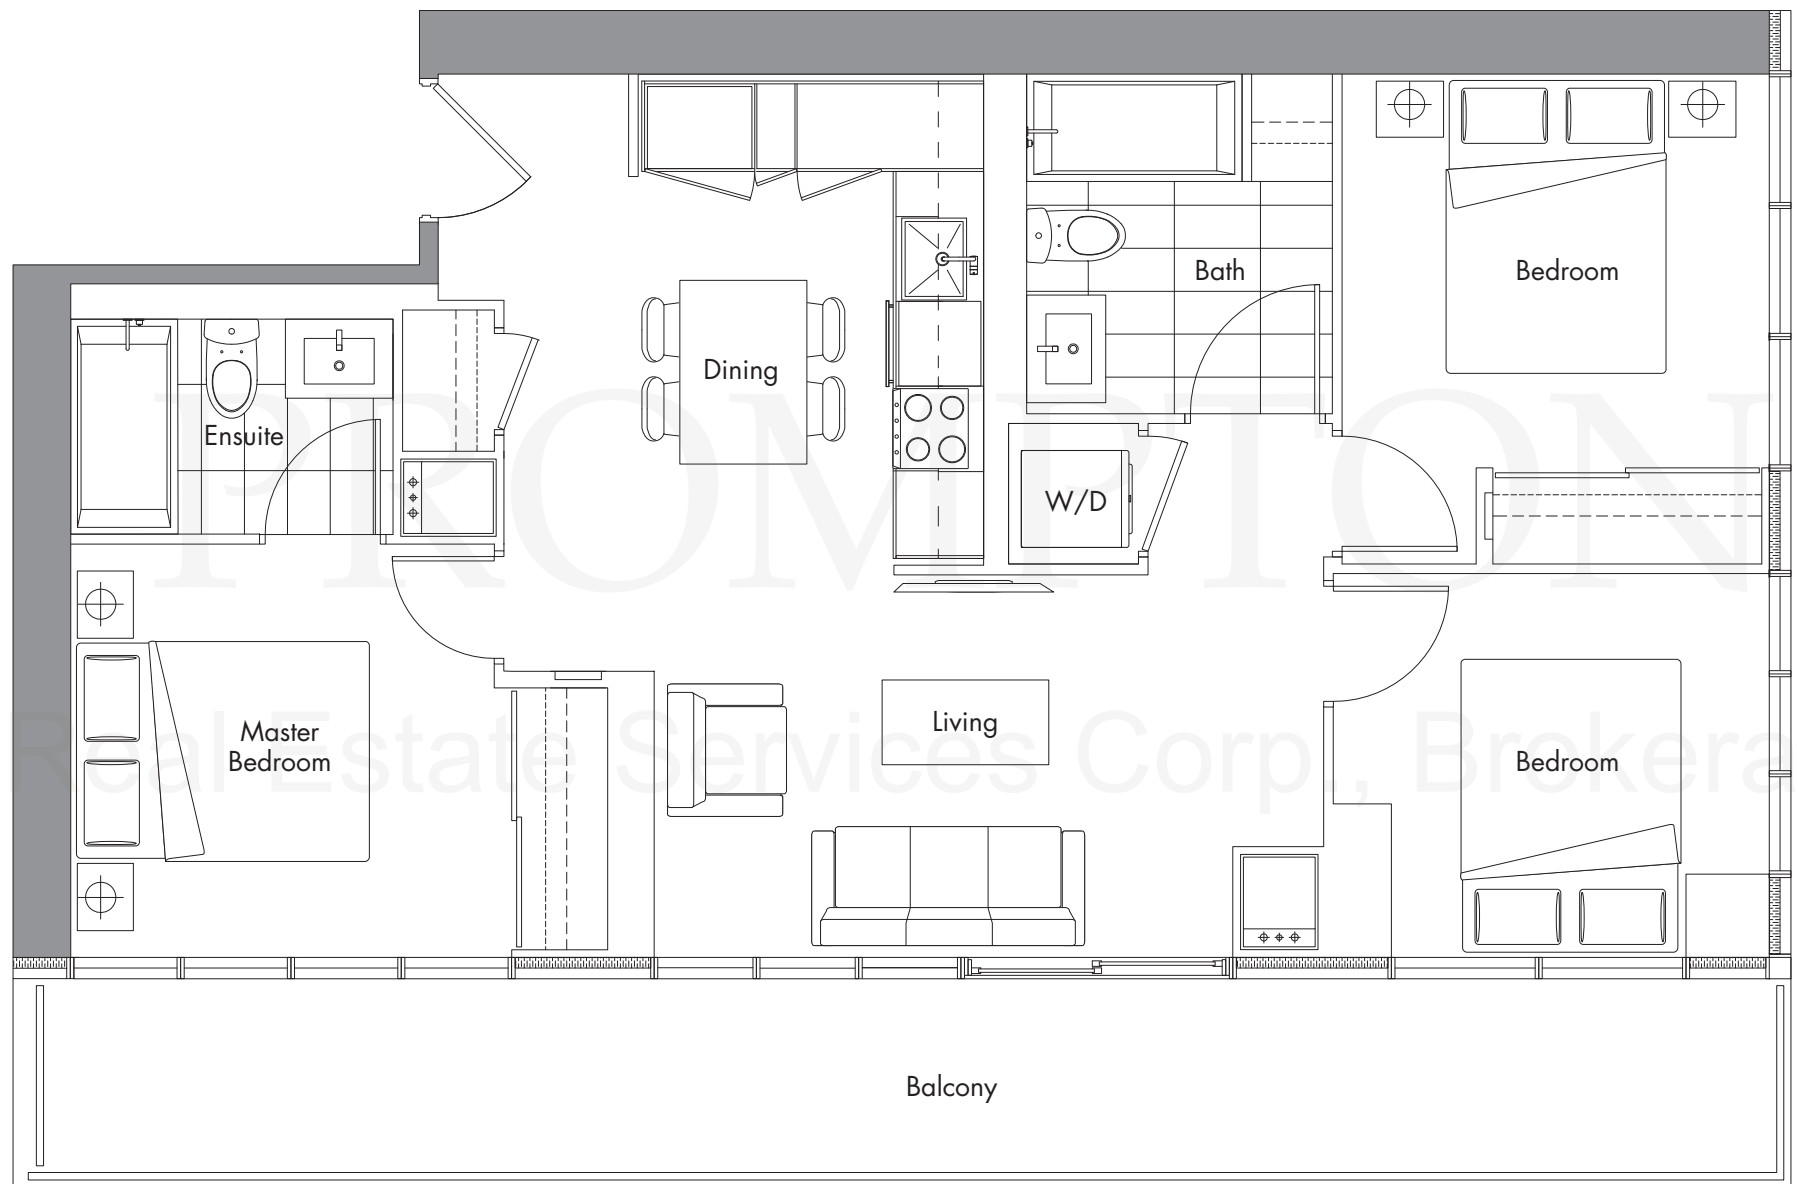 Bath
Bedroom
Dining
Ensuite
W/D
PROMPTON
Master
Bedroom
Living
Bedroom
Real Estate Services Corp., Brokera
Balcony